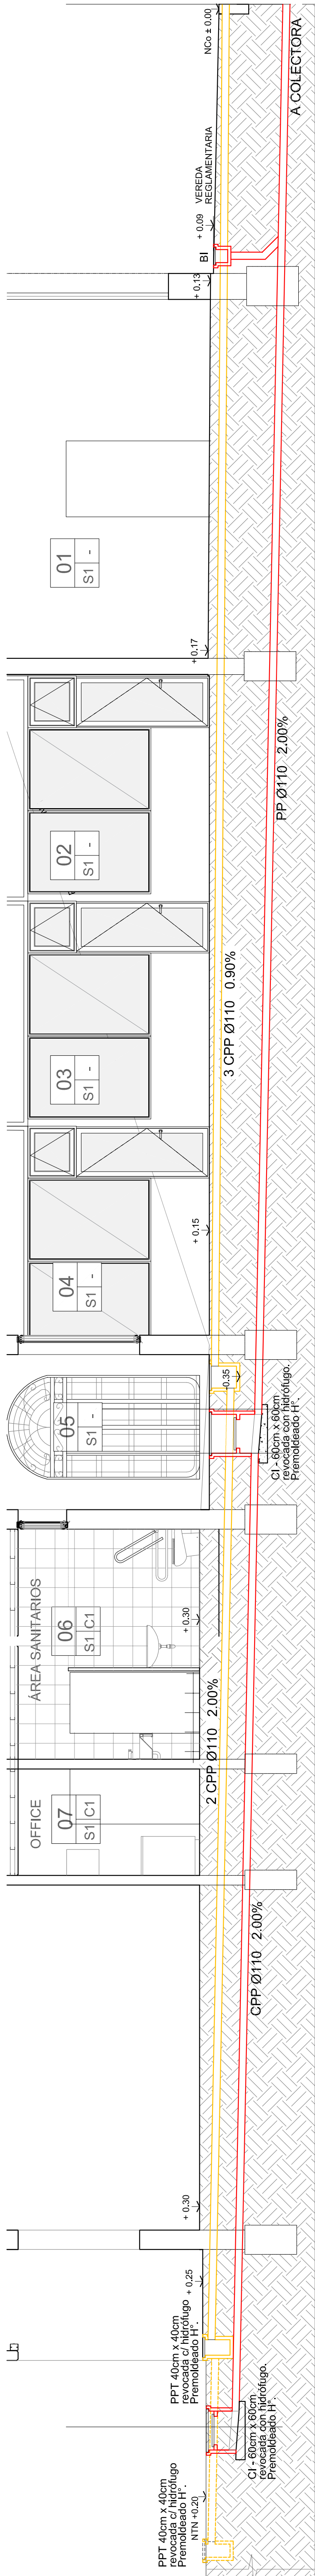 PPT 40cm x 40cm
revocada c/ hidrófugo
Premoldeado H°.
NTN +0.20
PPT 40cm x 40cm
revocada c/ hidrófugo
Premoldeado H°.
+ 0.25
CI - 60cm x 60cm
revocada con hidrófugo.
Premoldeado H°.
+ 0.30
CPP Ø110 2.00%
OFFICE
07
S1 C1
2 CPP Ø110 2.00%
ÁREA SANITARIOS
06
S1 C1
+ 0.30
05
S1 -
-0.35
CI - 60cm x 60cm
revocada con hidrófugo.
Premoldeado H°.
04
S1 -
+ 0.15
03
S1 -
3 CPP Ø110 0.90%
02
S1 -
PP Ø110 2.00%
+ 0.17
01
S1 -
+ 0.13
BI
+ 0.09
VEREDA
REGLAMENTARIA
NCo ± 0,00
A COLECTORA